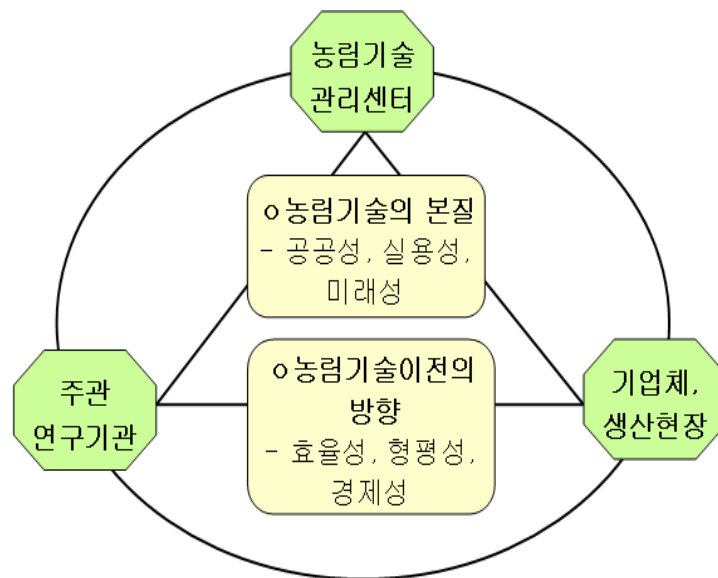 농림기술
관리센터
ㅇ농림기술의 본질
- 공공성, 실용성,
미래성
주관
연구기관
ㅇ농림기술이전의
방향
- 효율성, 형평성,
경제성
기업체,
생산현장